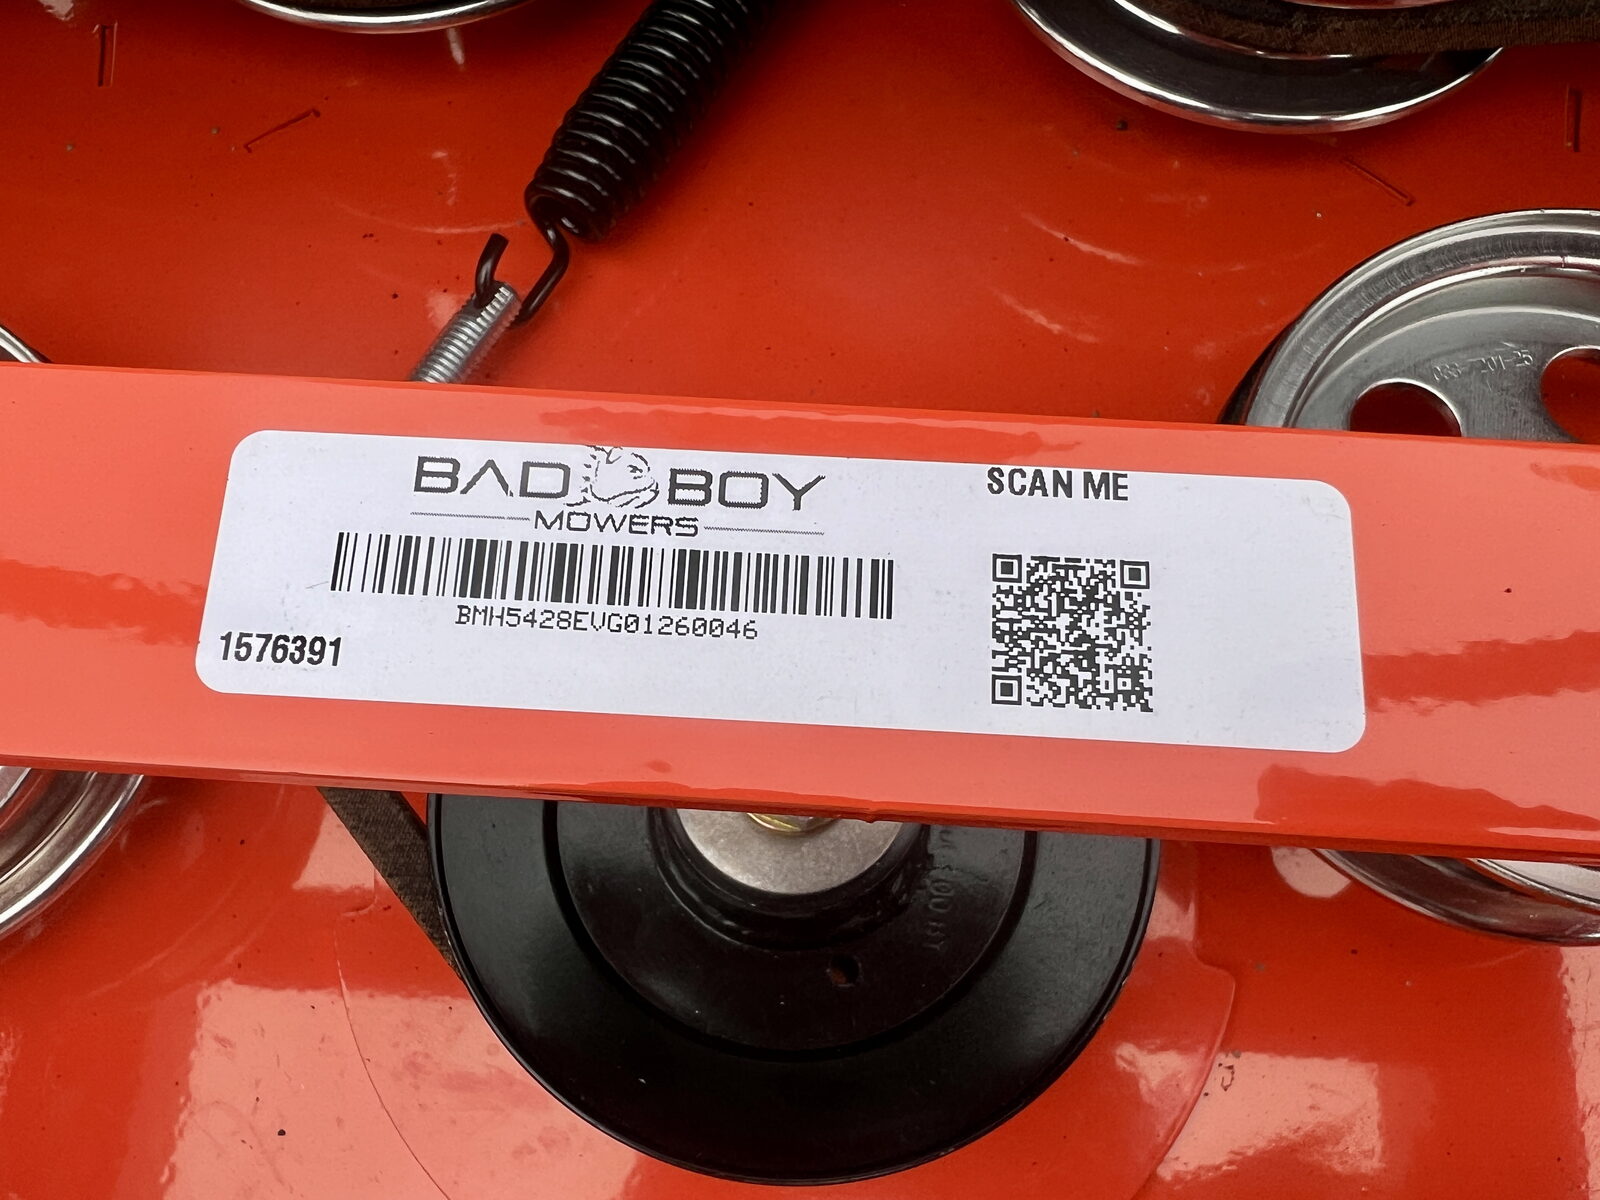 BAD BOY
MOWERS
SCAN ME
BMH5428EVG01260046
1576391